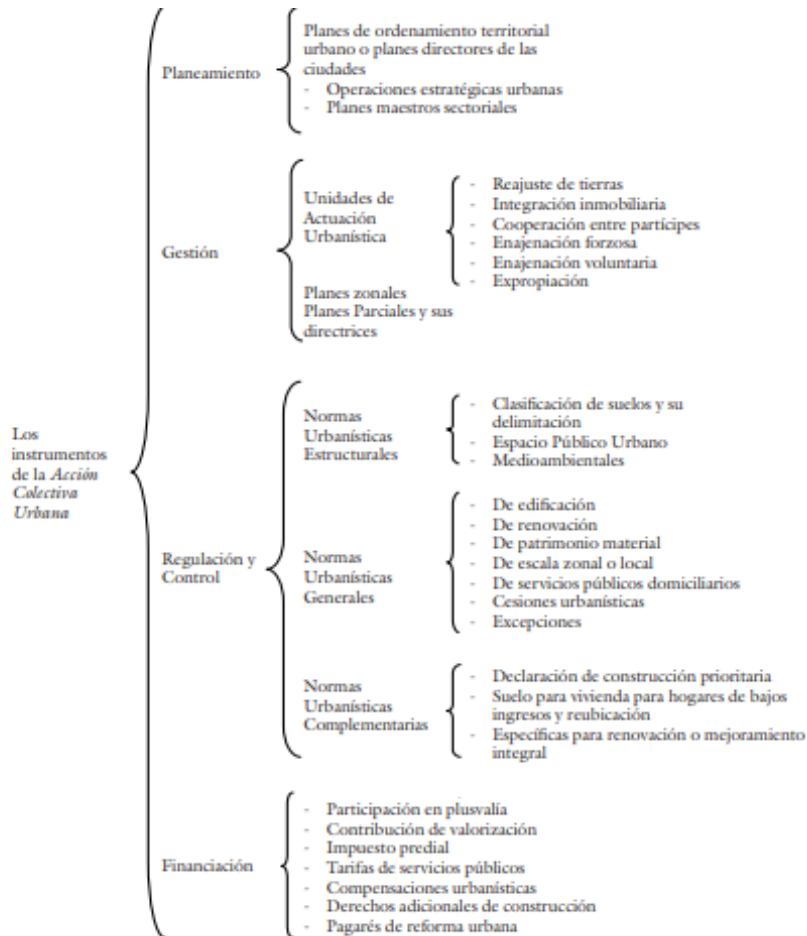 Los
instrumentos
de la Acción
Colectiva
Urbana
Planeamiento
Planes de ordenamiento territorial
urbano o planes directores de las
ciudades
- Operaciones estratégicas urbanas
- Planes maestros sectoriales
Gestión
Unidades de
Actuación
Urbanística
- Reajuste de tierras
- Integración inmobiliaria
- Cooperación entre partícipes
- Enajenación forzosa
- Enajenación voluntaria
- Expropiación
Planes zonales
Planes Parciales y sus
directrices
Regulación y
Control
Normas
Urbanísticas
Estructurales
- Clasificación de suelos y su
delimitación
- Espacio Público Urbano
- Medioambientales
Normas
Urbanísticas
Generales
- De edificación
- De renovación
- De patrimonio material
- De escala zonal o local
- De servicios públicos domiciliarios
- Cesiones urbanísticas
- Excepciones
Normas
Urbanísticas
Complementarias
- Declaración de construcción prioritaria
- Suelo para vivienda para hogares de bajos
ingresos y reubicación
- Específicas para renovación o mejoramiento
integral
Financiación
- Participación en plusvalía
- Contribución de valorización
- Impuesto predial
- Tarifas de servicios públicos
- Compensaciones urbanísticas
- Derechos adicionales de construcción
- Pagarés de reforma urbana